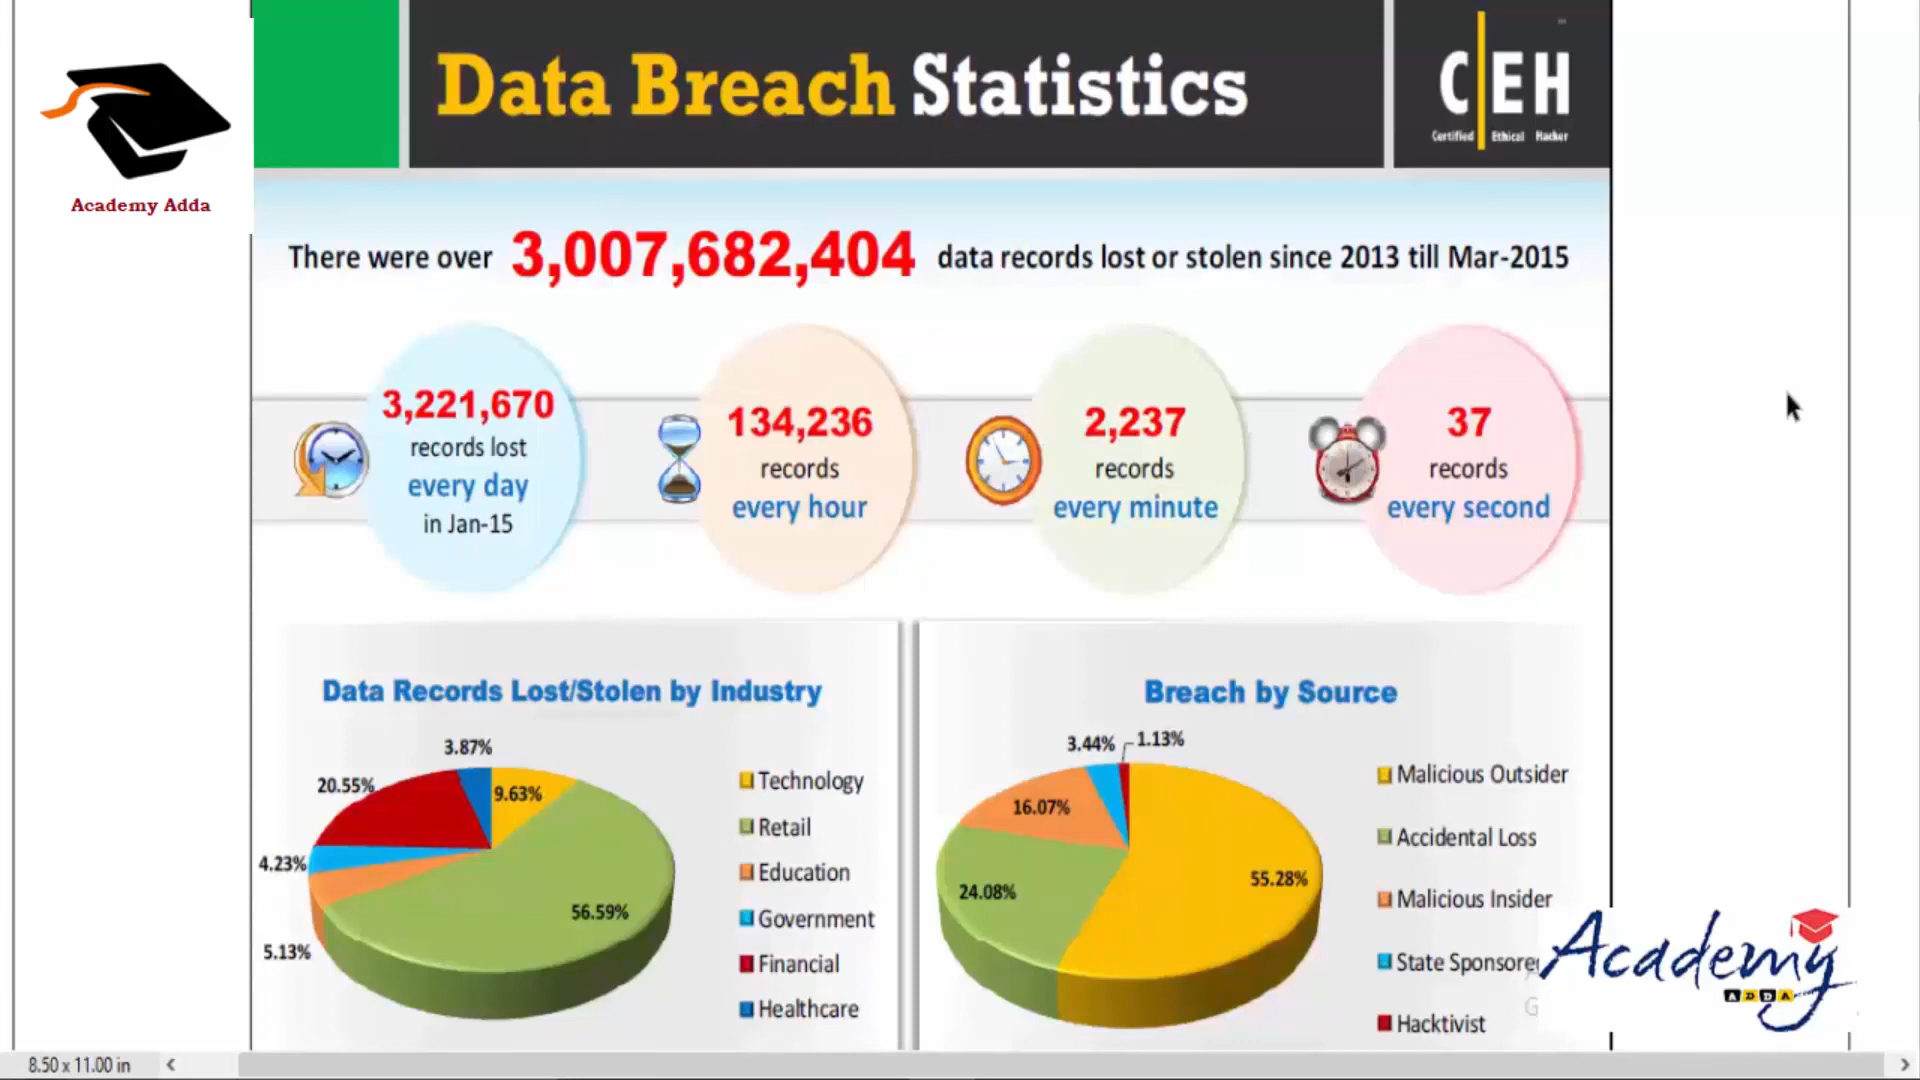 Data Breach Statistics
C|EH
Certified Ethical Hacker
Academy Adda
There were over 3,007,682,404 data records lost or stolen since 2013 till Mar-2015
3,221,670
records lost
every day
in Jan-15
134,236
records
every hour
2,237
records
every minute
37
records
every second
Data Records Lost/Stolen by Industry
3.87%
20.55%
9.63%
4.23%
56.59%
5.13%
Technology
Retail
Education
Government
Financial
Healthcare
Breach by Source
3.44%
1.13%
16.07%
55.28%
24.08%
Malicious Outsider
Accidental Loss
Malicious Insider
State Sponsore
Hacktivist
Academy
ADDA
8.50 x 11.00 in